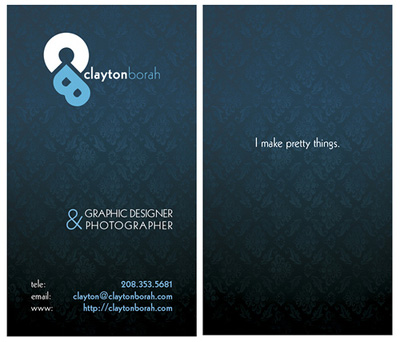 claytonborah
& GRAPHIC DESIGNER
PHOTOGRAPHER
tele: 208.353.5681
email: clayton@claytonborah.com
www: http://claytonborah.com
I make pretty things.